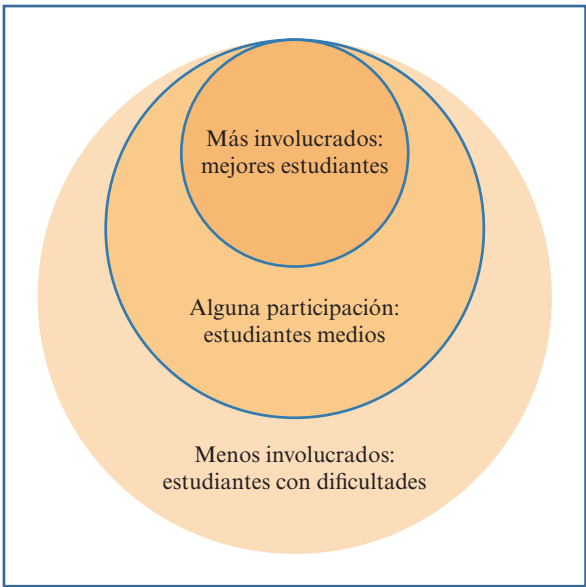 Más involucrados:
mejores estudiantes
Alguna participación:
estudiantes medios
Menos involucrados:
estudiantes con dificultades